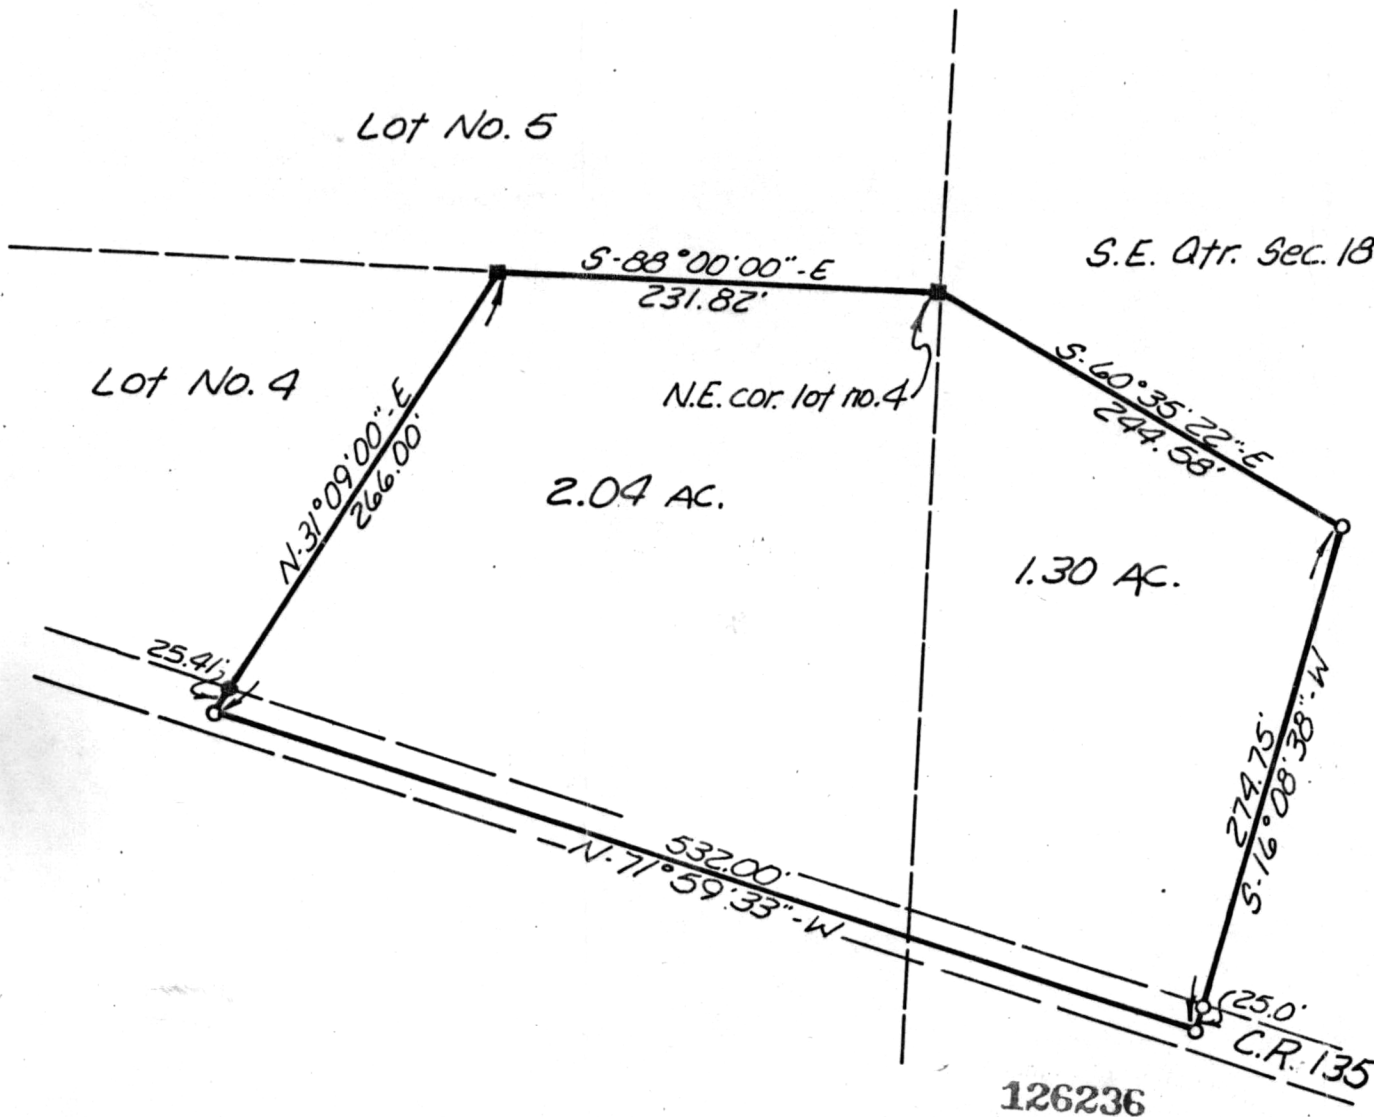 Lot No. 5
S-88°00'00"-E
231.82'
S.E. Qtr. Sec. 18
Lot No. 4
N.E. cor. lot no. 4
S-60°35'22"-E
244.58'
N-31°09'00"-E
266.00'
2.04 AC.
1.30 AC.
25.41'
274.75'
S-16°08'38"-W
532.00'
N-71°59'33"-W
25.0'
C.R. 135
126236